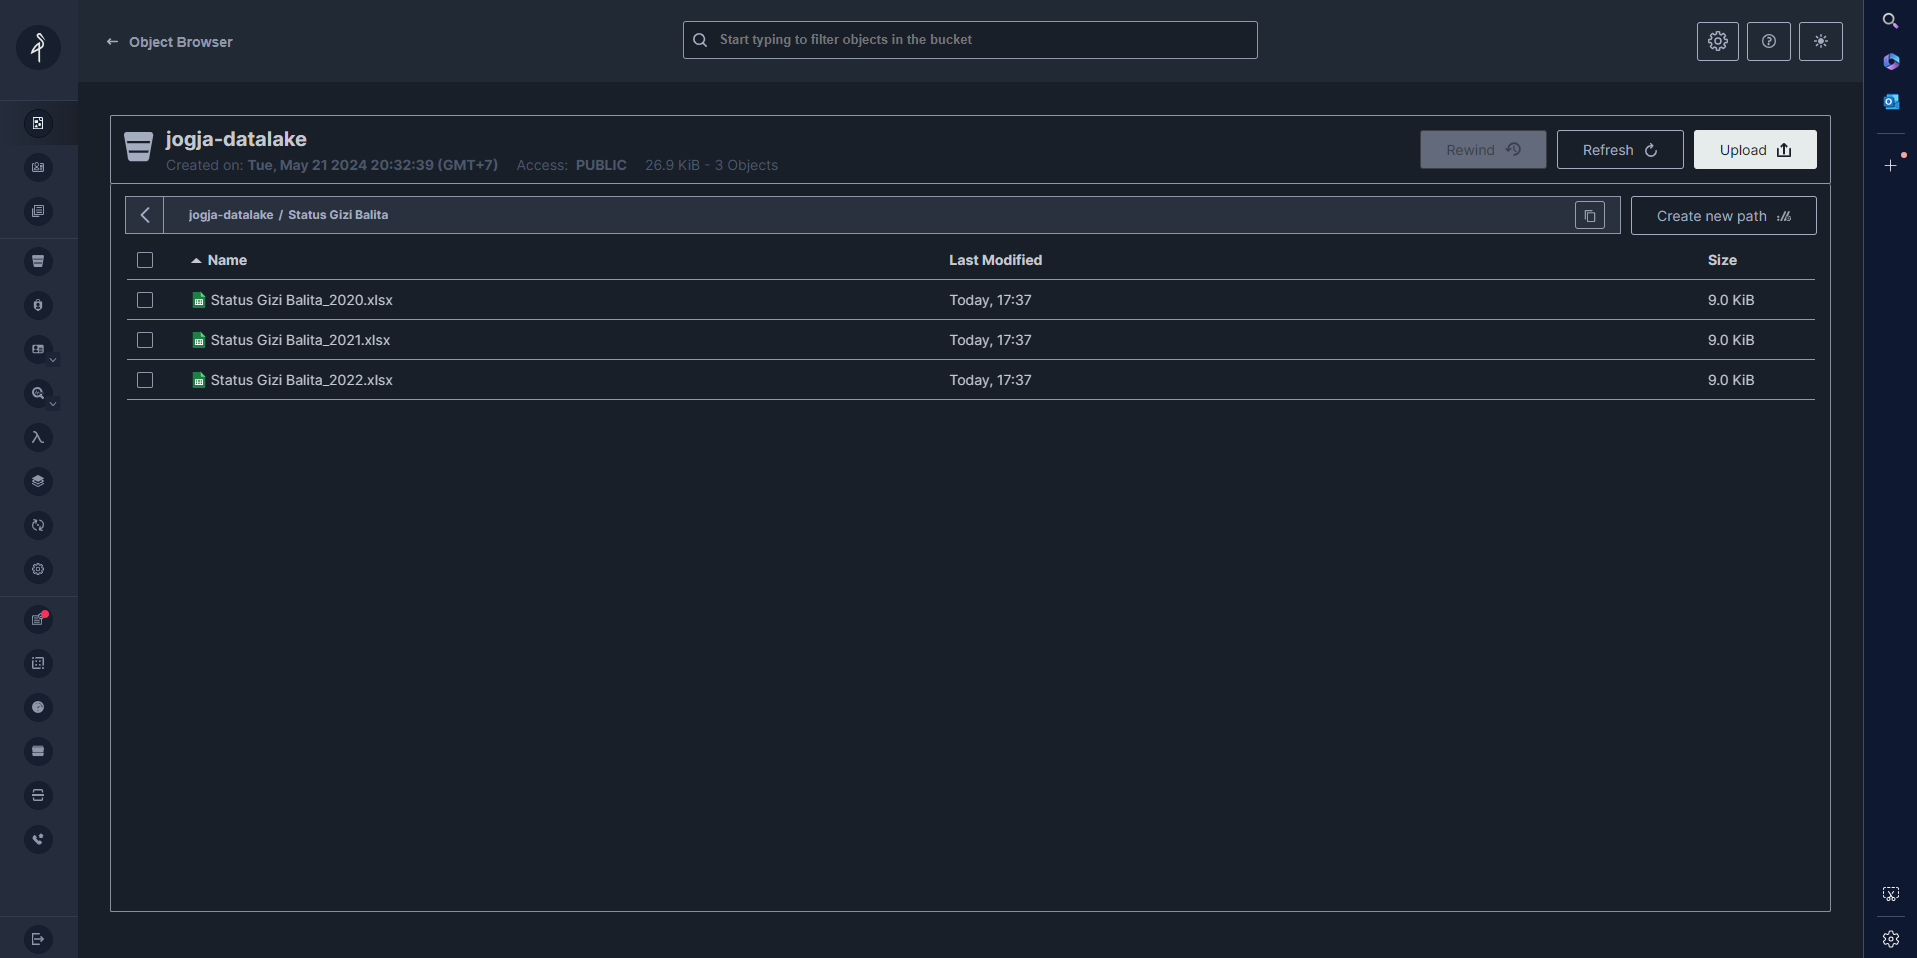 Object Browser
Start typing to filter objects in the bucket
jogja-datalake
Created on: Tue, May 21 2024 20:32:39 (GMT+7) Access: PUBLIC 26.9 KiB - 3 Objects
Rewind
Refresh
Upload
jogja-datalake / Status Gizi Balita
Create new path
Name Last Modified Size
Status Gizi Balita_2020.xlsx Today, 17:37 9.0 KiB
Status Gizi Balita_2021.xlsx Today, 17:37 9.0 KiB
Status Gizi Balita_2022.xlsx Today, 17:37 9.0 KiB